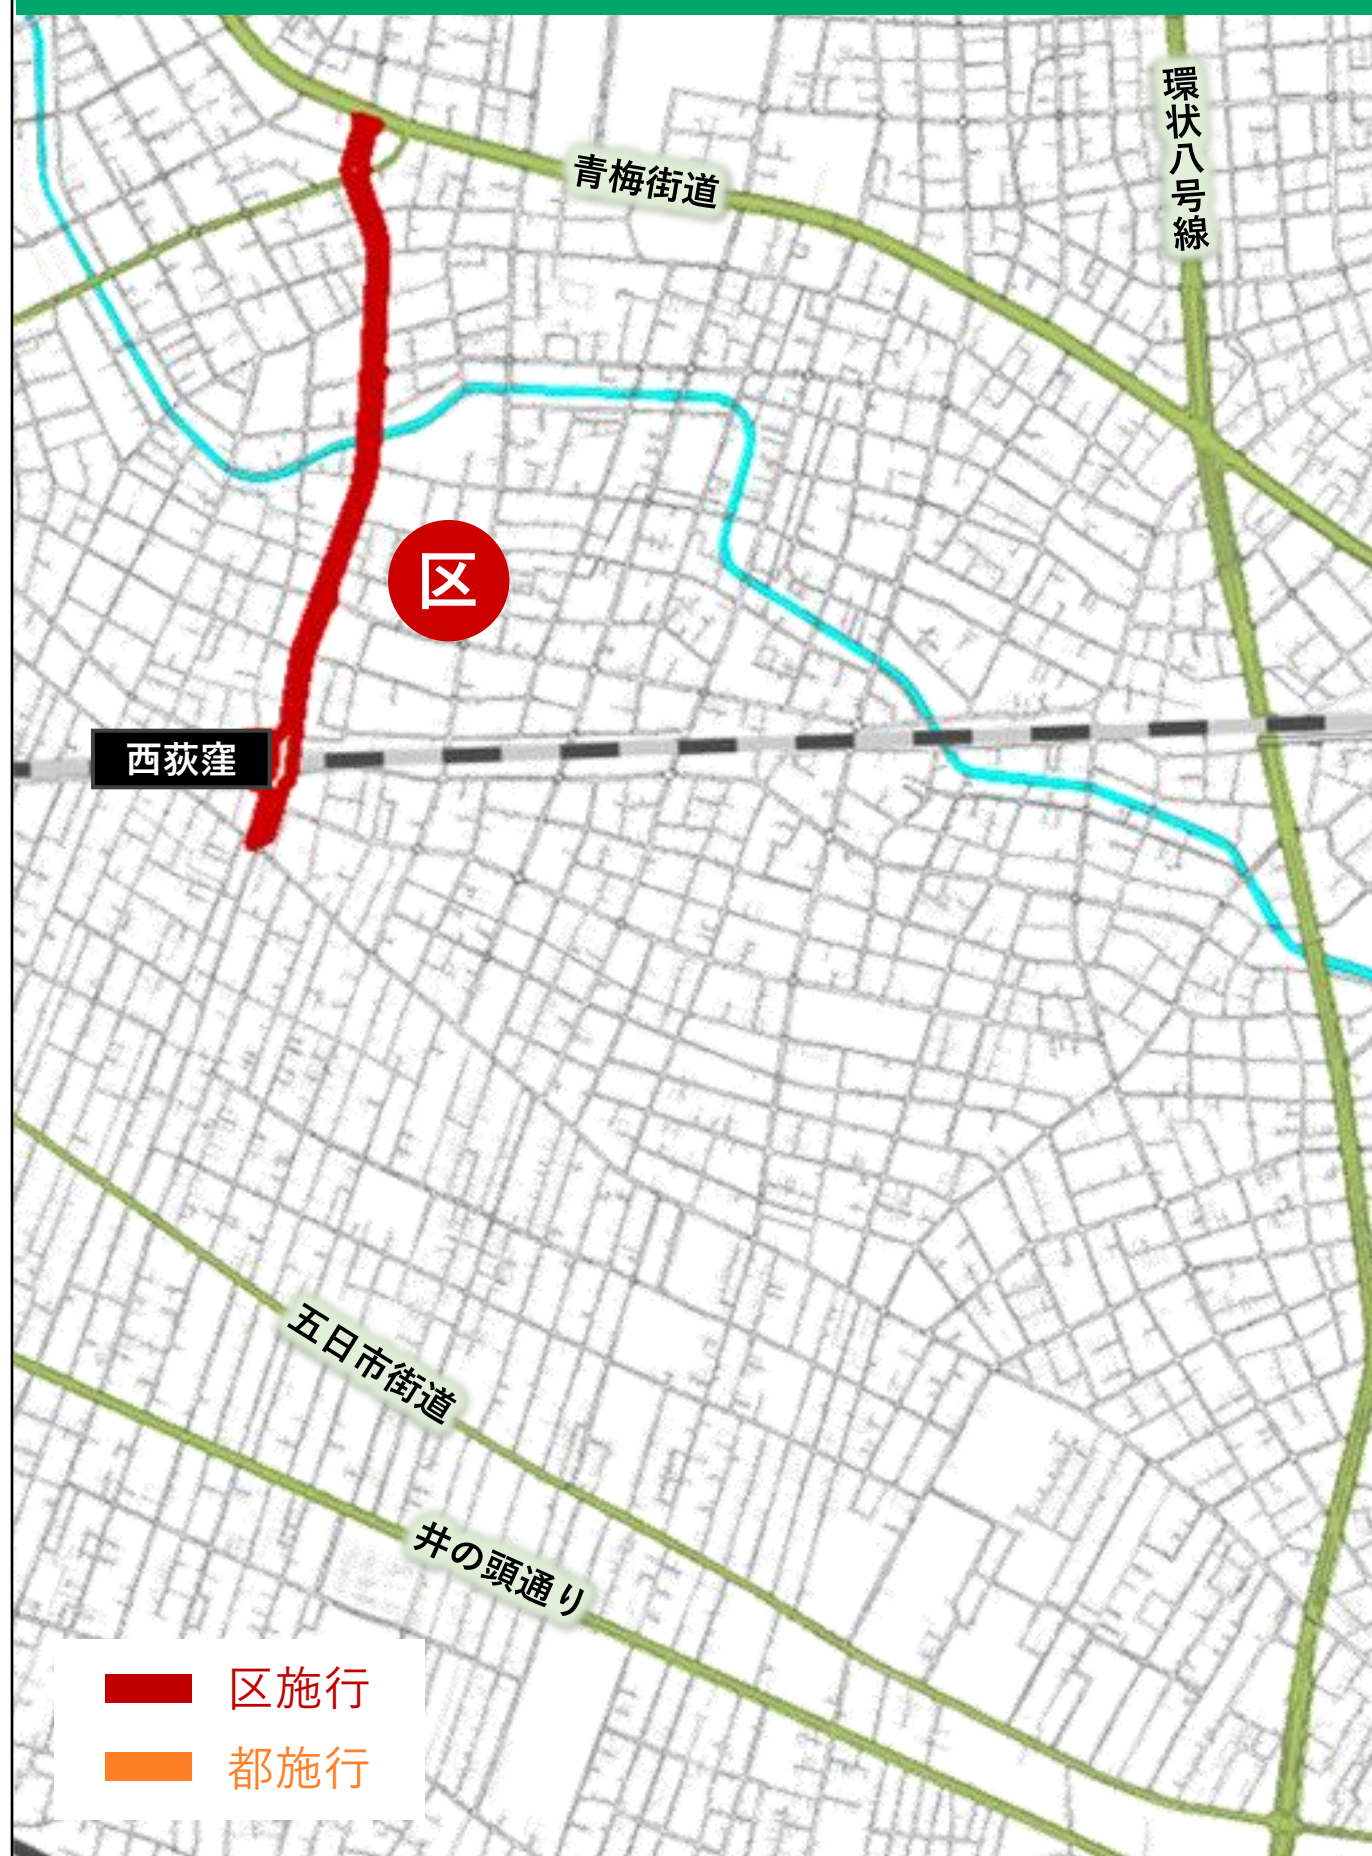 環状八号線
青梅街道
区
西荻窪
五日市街道
井の頭通り
区施行
都施行